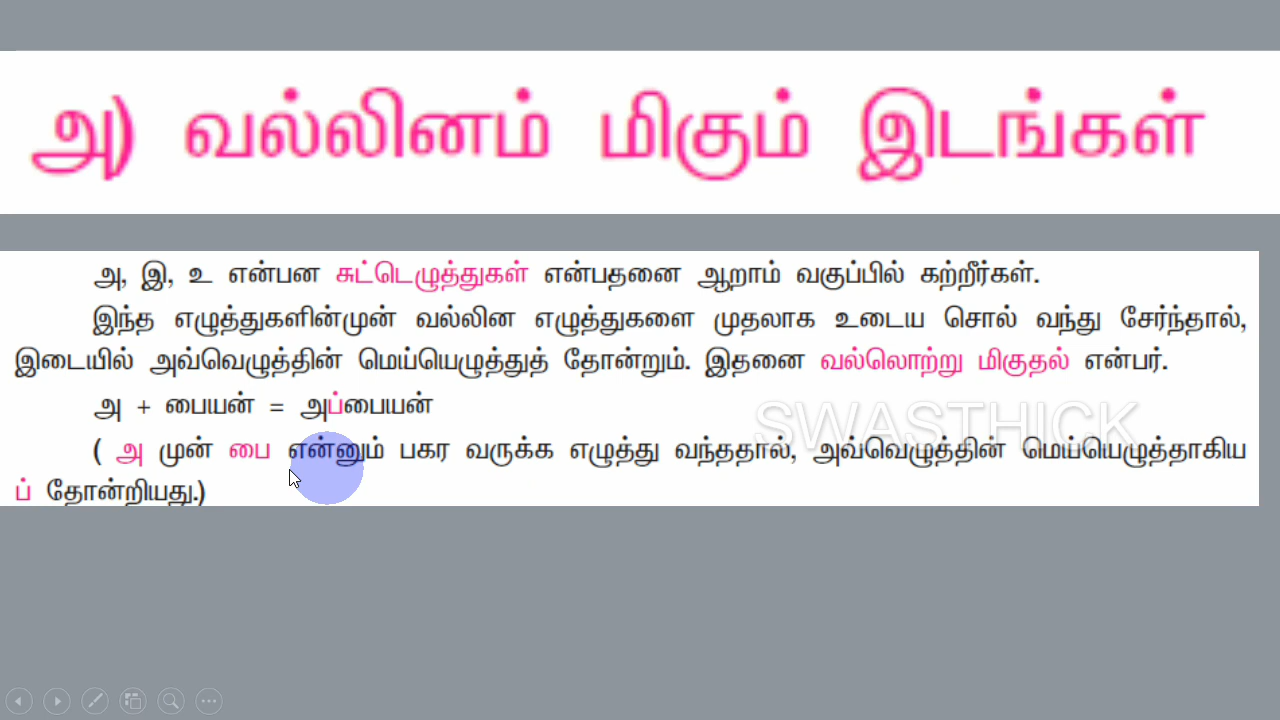 அ) வல்லினம் மிகும் இடங்கள்
அ, இ, உ என்பன சுட்டெழுத்துகள் என்பதனை ஆறாம் வகுப்பில் கற்றீர்கள்.
இந்த எழுத்துகளின்முன் வல்லின எழுத்துகளை முதலாக உடைய சொல் வந்து சேர்ந்தால்,
இடையில் அவ்வெழுத்தின் மெய்யெழுத்துத் தோன்றும். இதனை வல்லொற்று மிகுதல் என்பர்.
அ + பையன் = அப்பையன்
SWASTHICK
( அ முன் பை என்னும் பகர வருக்க எழுத்து வந்ததால், அவ்வெழுத்தின் மெய்யெழுத்தாகிய
ப் தோன்றியது.)